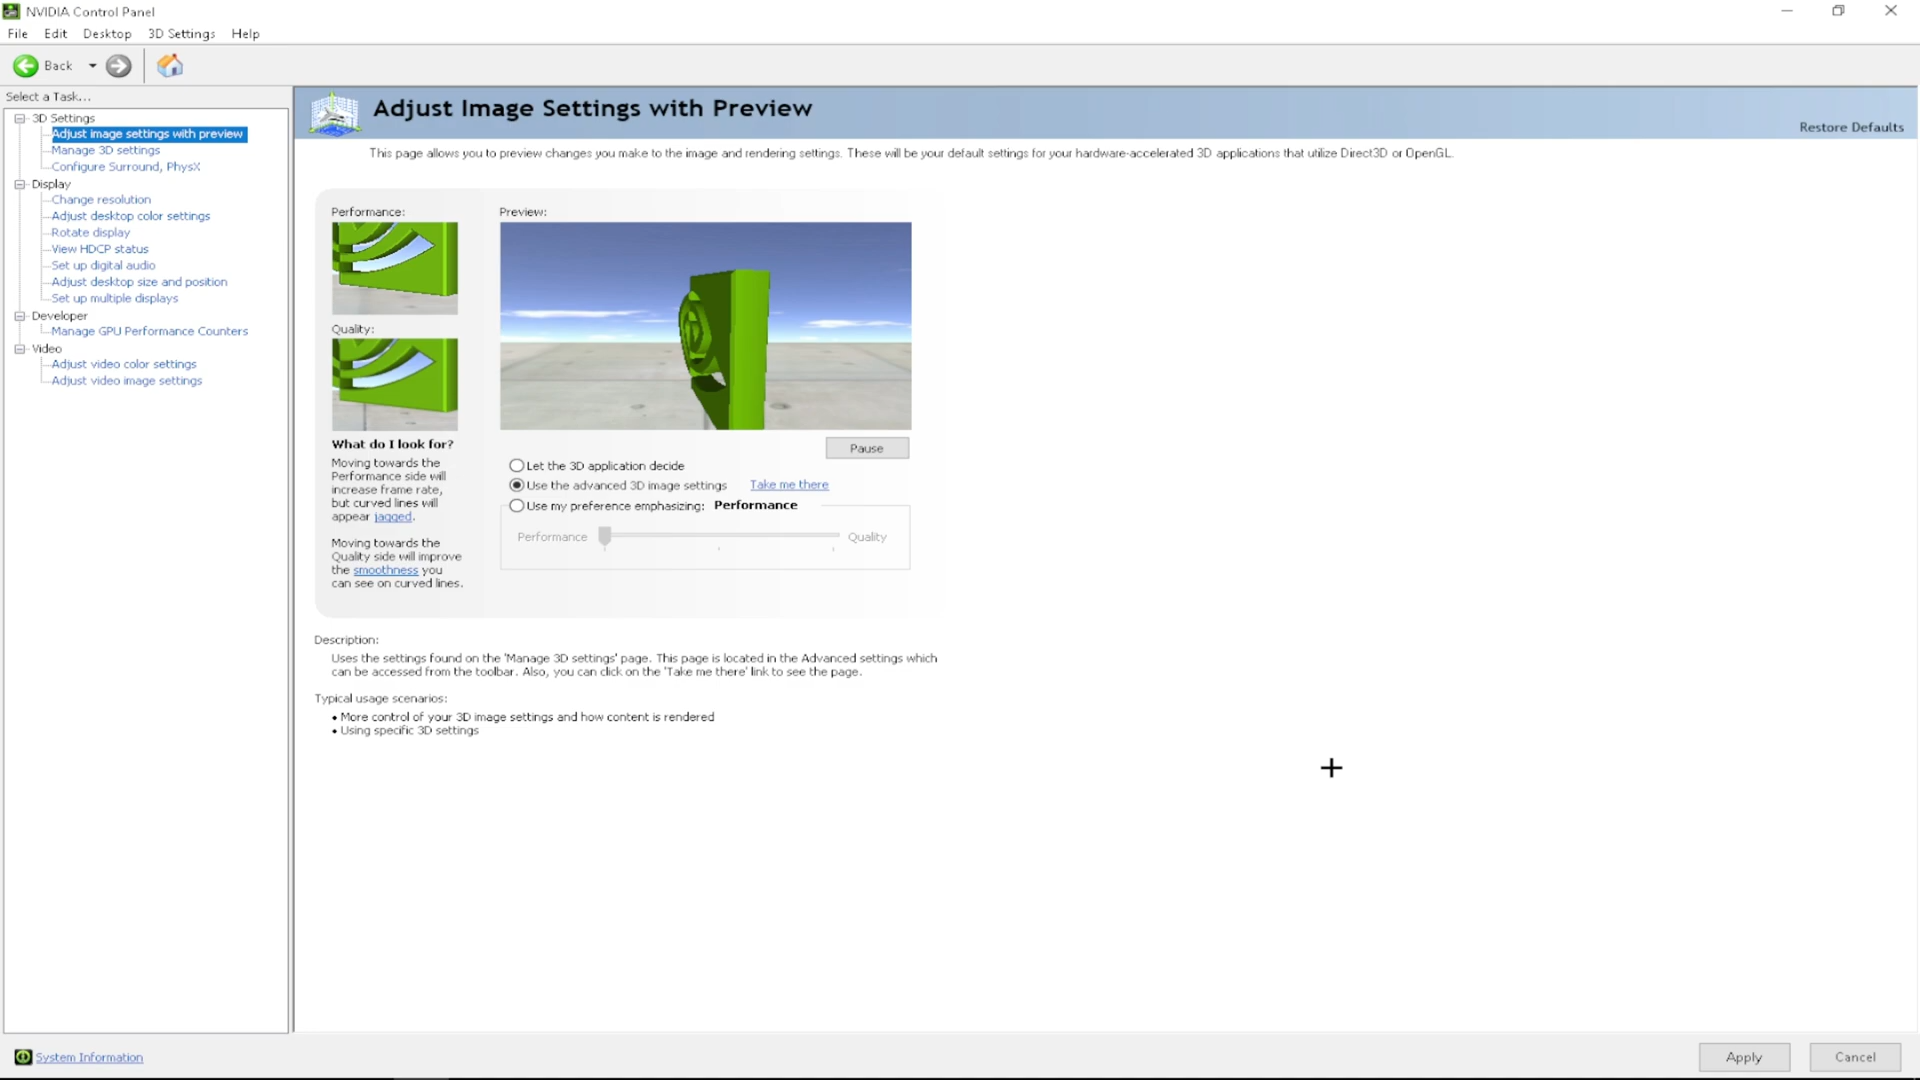 NVIDIA Control Panel
File Edit Desktop 3D Settings Help
Back
Select a Task...
3D Settings
Adjust image settings with preview
Manage 3D settings
Configure Surround, PhysX
Display
Change resolution
Adjust desktop color settings
Rotate display
View HDCP status
Set up digital audio
Adjust desktop size and position
Set up multiple displays
Developer
Manage GPU Performance Counters
Video
Adjust video color settings
Adjust video image settings
Adjust Image Settings with Preview
Restore Defaults
This page allows you to preview changes you make to the image and rendering settings. These will be your default settings for your hardware-accelerated 3D applications that utilize Direct3D or OpenGL.
Performance:
Quality:
What do I look for?
Moving towards the
Performance side will
increase frame rate,
but curved lines will
appear jagged.
Moving towards the
Quality side will improve
the smoothness you
can see on curved lines.
Preview:
Pause
Let the 3D application decide
Use the advanced 3D image settings Take me there
Use my preference emphasizing: Performance
Performance Quality
Description:
Uses the settings found on the 'Manage 3D settings' page. This page is located in the Advanced settings which
can be accessed from the toolbar. Also, you can click on the 'Take me there' link to see the page.
Typical usage scenarios:
• More control of your 3D image settings and how content is rendered
• Using specific 3D settings
System Information
Apply Cancel